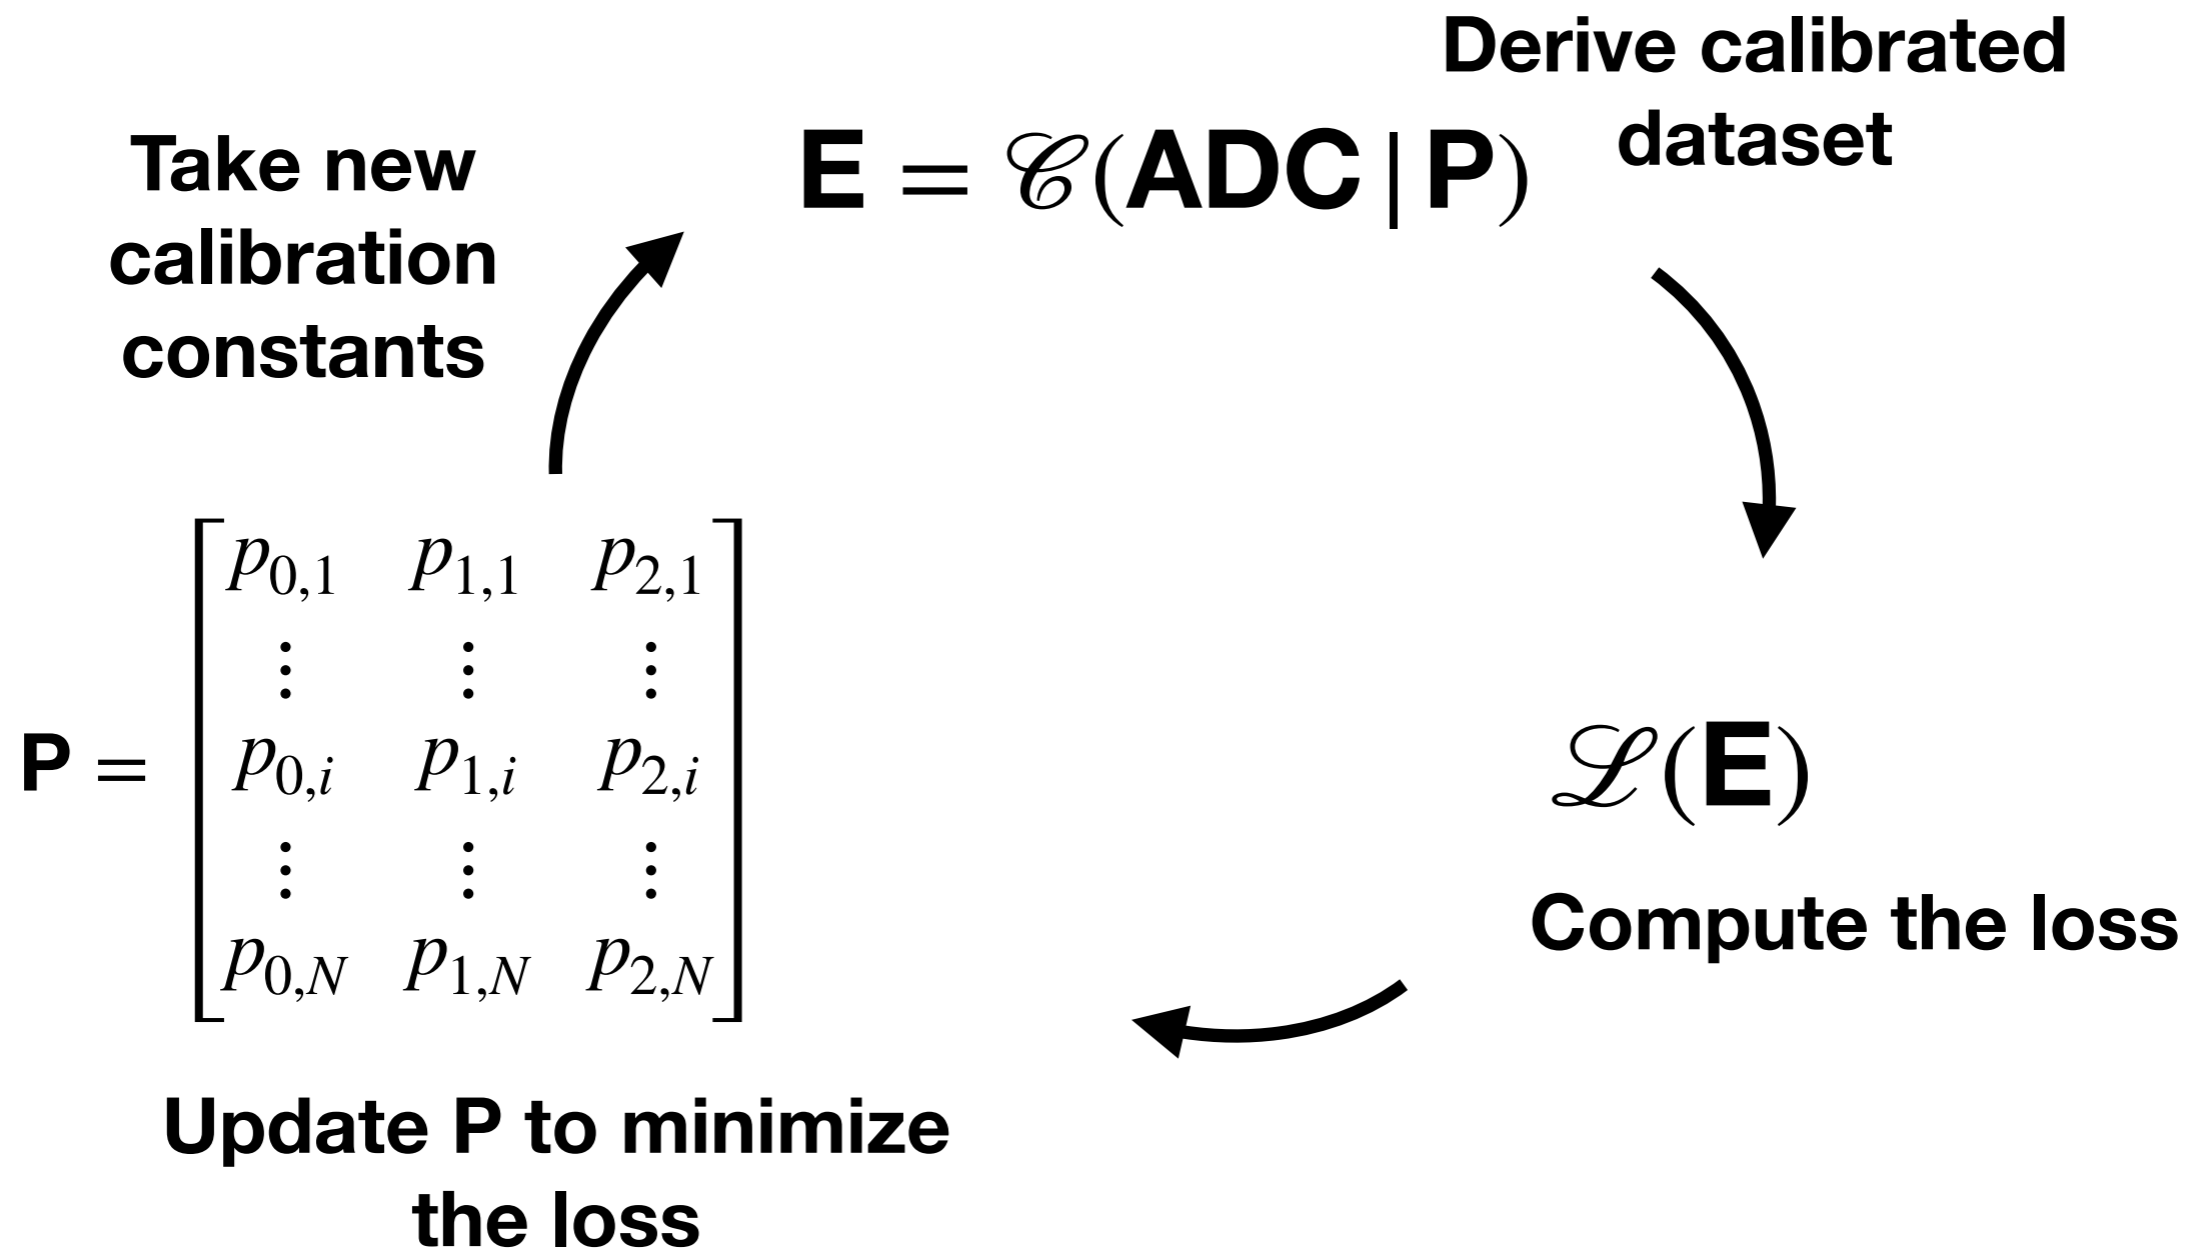 Derive calibrated
dataset
Take new
calibration
constants
E = 𝒞(ADC | P)
P =
p0,1 p1,1 p2,1
⋮ ⋮ ⋮
p0,i p1,i p2,i
⋮ ⋮ ⋮
p0,N p1,N p2,N
ℒ(E)
Compute the loss
Update P to minimize
the loss